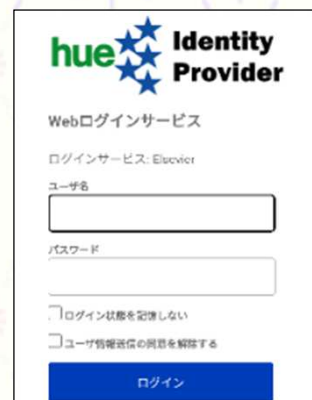 hue
Identity
Provider
Webログインサービス
ログインサービス: Elsevier
ユーザ名
パスワード
ログイン状態を記憶しない
ユーザ情報送信の同意を解除する
ログイン